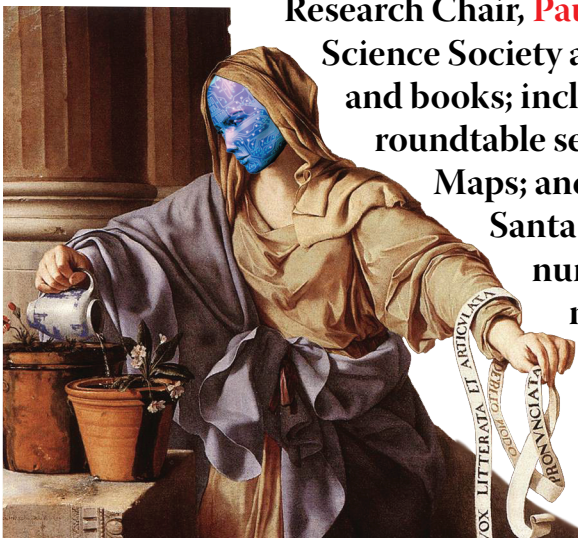 Research Chair, Pau
Science Society a
and books; incl
roundtable se
Maps; and
Santa
nu
VOX LITTERATA ET ARTICVLATA
DEBITO MODO
PRONVNCIATA